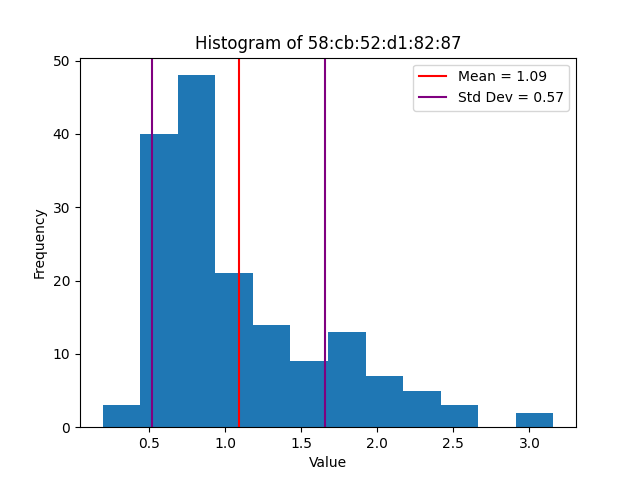 Histogram of 58:cb:52:d1:82:87
Mean = 1.09
Std Dev = 0.57
Frequency
50
40
30
20
10
0
0.5 1.0 1.5 2.0 2.5 3.0
Value